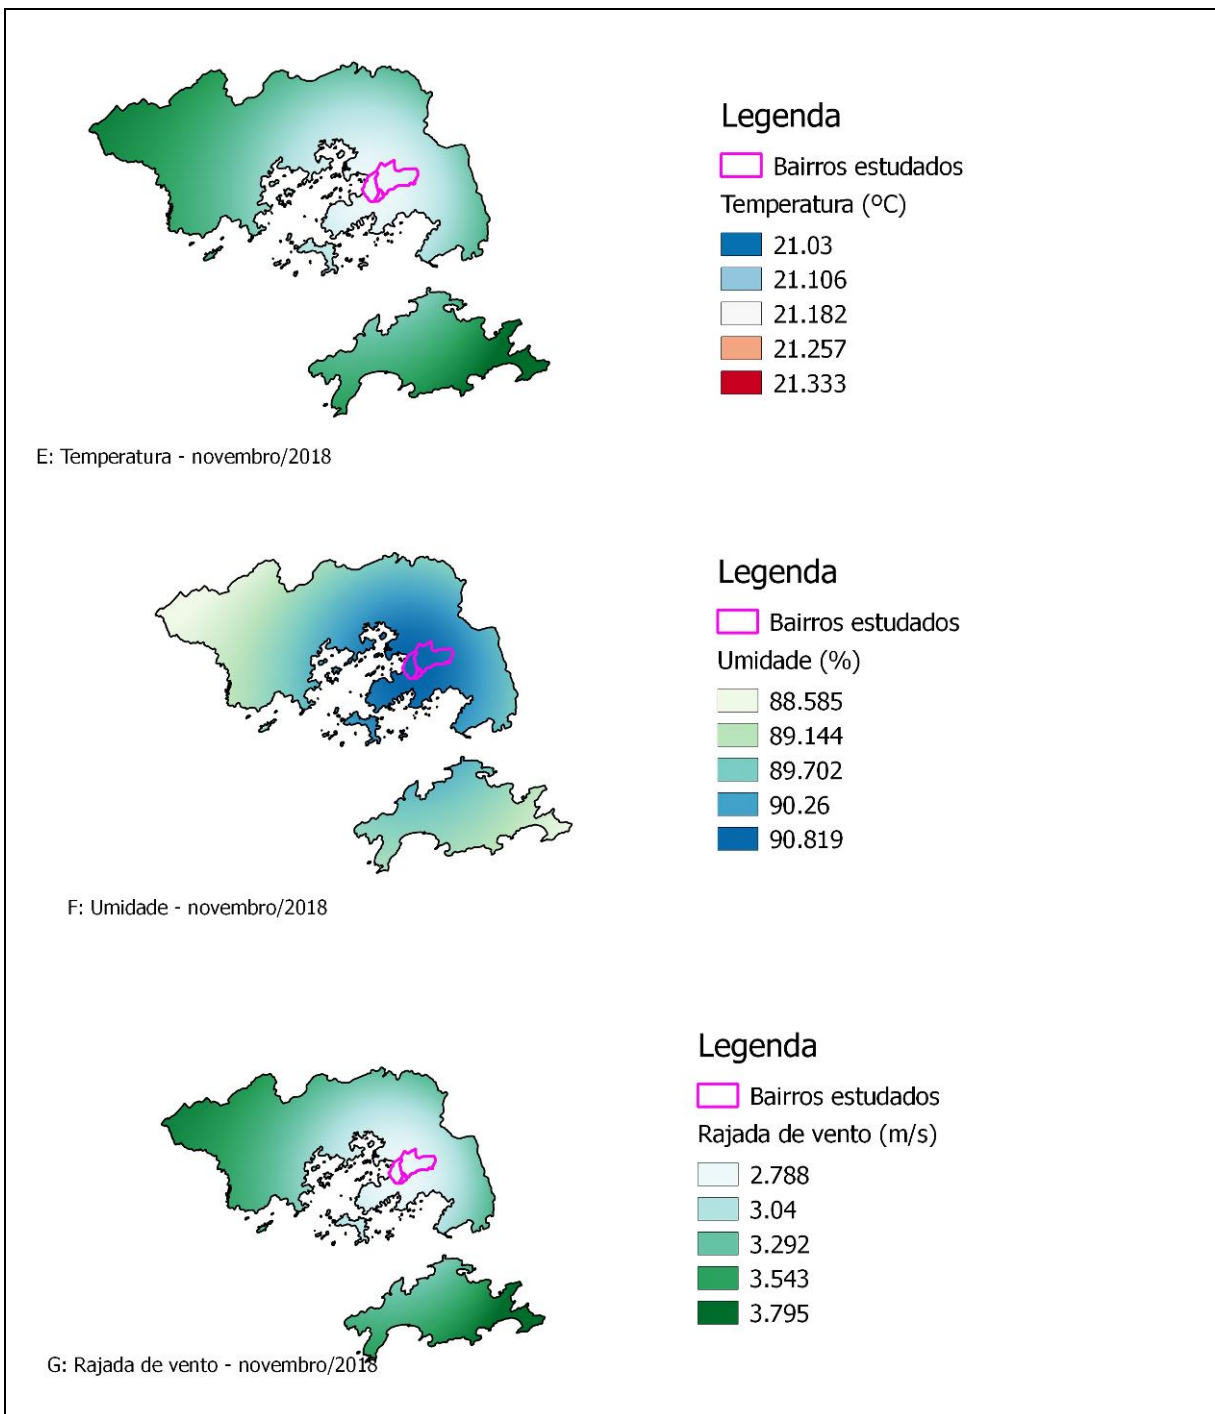 Legenda
Bairros estudados
Temperatura (ºC)
21.03
21.106
21.182
21.257
21.333
E: Temperatura - novembro/2018
Legenda
Bairros estudados
Umidade (%)
88.585
89.144
89.702
90.26
90.819
F: Umidade - novembro/2018
Legenda
Bairros estudados
Rajada de vento (m/s)
2.788
3.04
3.292
3.543
3.795
G: Rajada de vento - novembro/2018